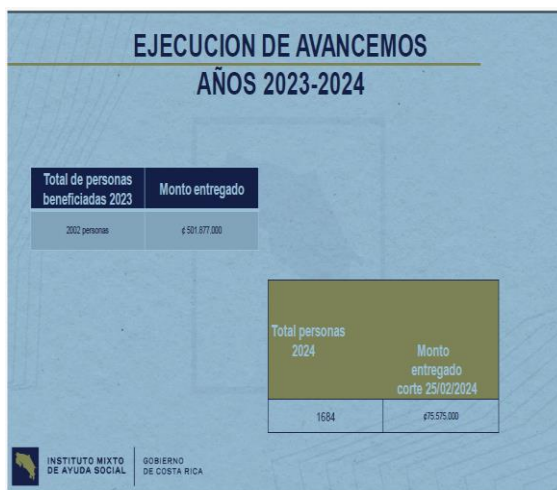 EJECUCION DE AVANCEMOS
AÑOS 2023-2024
Total de personas
beneficiadas 2023
Monto entregado
2002 personas
¢ 501.877,000
Total personas
2024
Monto
entregado
corte 25/02/2024
1684
¢75.575,000
INSTITUTO MIXTO
DE AYUDA SOCIAL
GOBIERNO
DE COSTA RICA